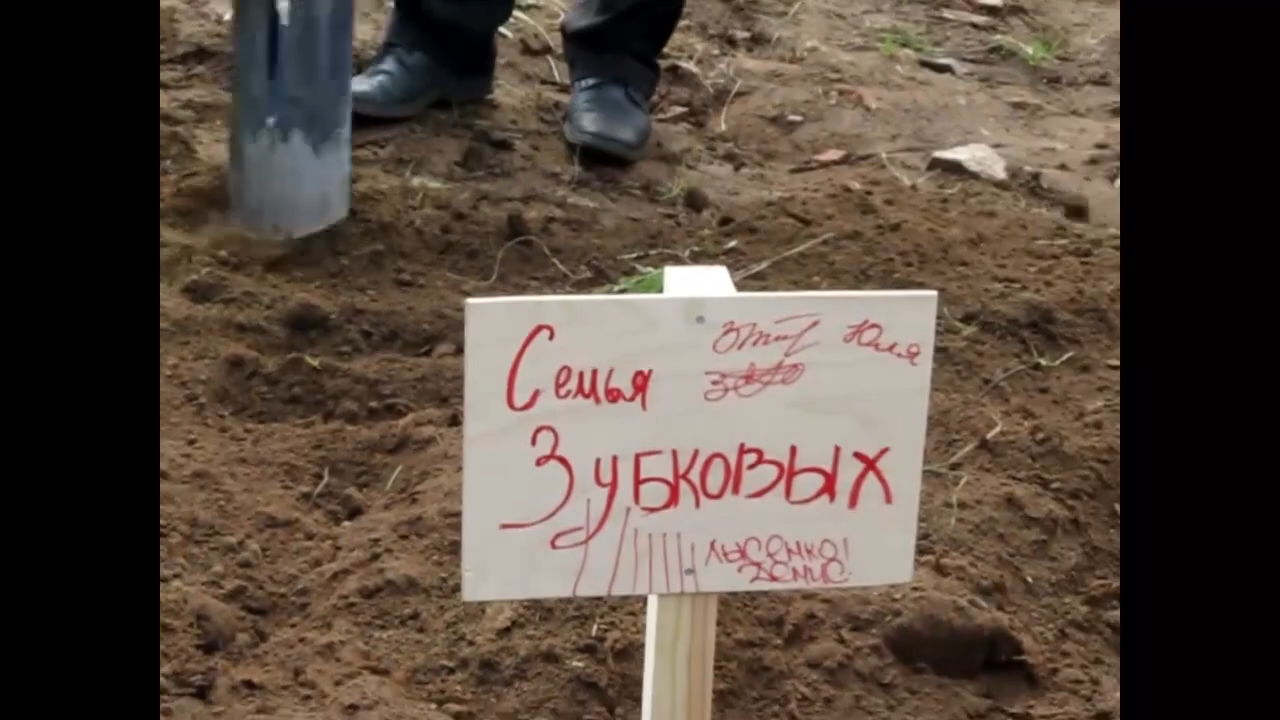 Семья
Юля
Зубковых
Лысенко!
Денис!